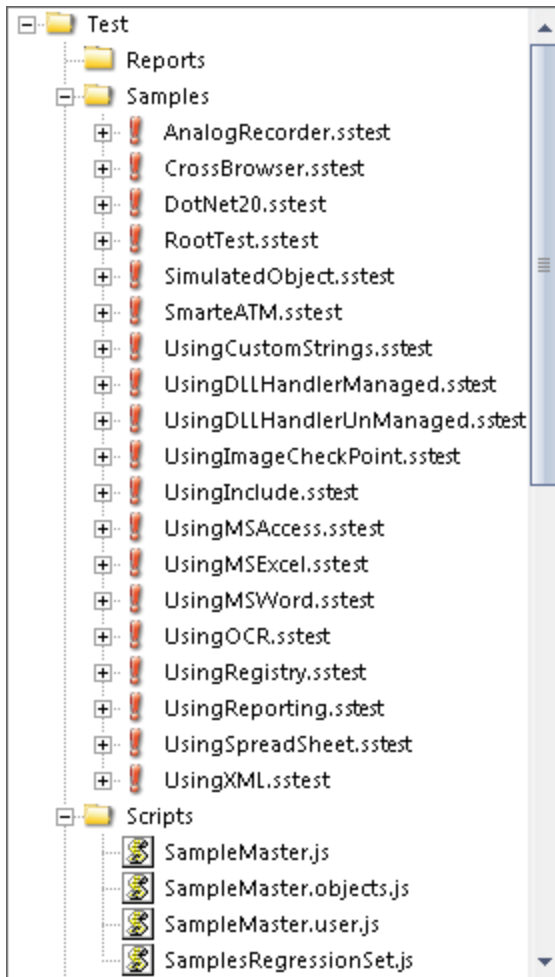 Test
Reports
Samples
AnalogRecorder.sstest
CrossBrowser.sstest
DotNet20.sstest
RootTest.sstest
SimulatedObject.sstest
SmarteATM.sstest
UsingCustomStrings.sstest
UsingDLLHandlerManaged.sstest
UsingDLLHandlerUnManaged.sstest
UsingImageCheckPoint.sstest
UsingInclude.sstest
UsingMSAccess.sstest
UsingMSExcel.sstest
UsingMSWord.sstest
UsingOCR.sstest
UsingRegistry.sstest
UsingReporting.sstest
UsingSpreadSheet.sstest
UsingXML.sstest
Scripts
SampleMaster.js
SampleMaster.objects.js
SampleMaster.user.js
SamplesRegressionSet.js